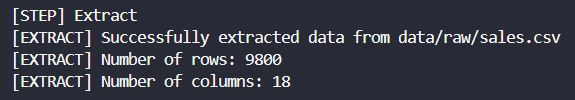 [STEP] Extract
[EXTRACT] Successfully extracted data from data/raw/sales.csv
[EXTRACT] Number of rows: 9800
[EXTRACT] Number of columns: 18